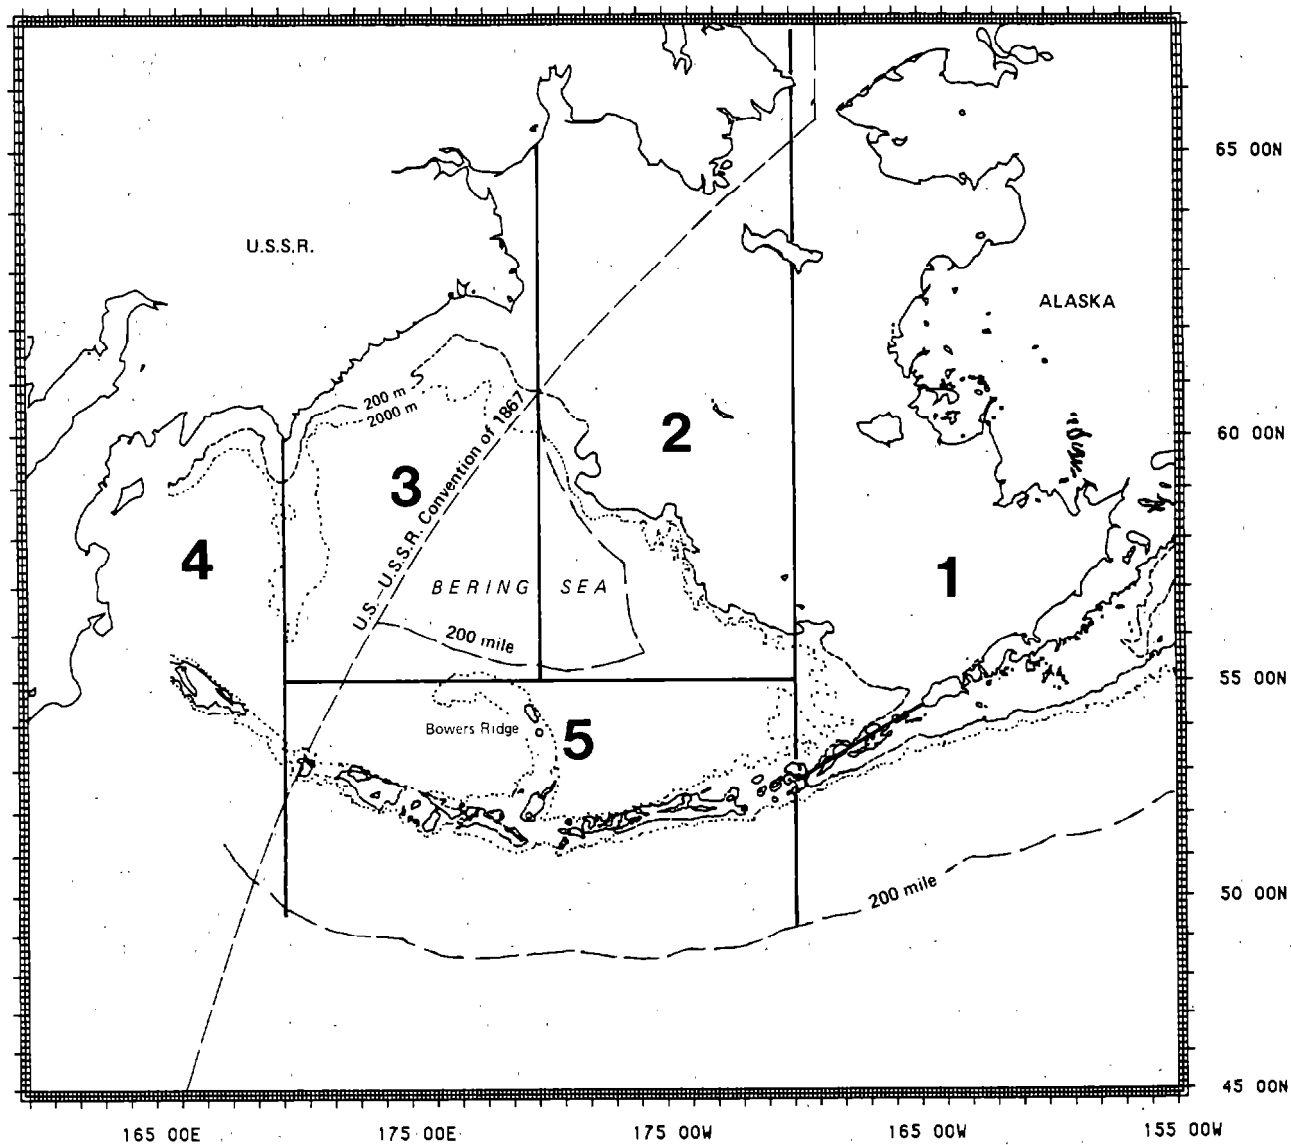 65 00N
U.S.S.R.
ALASKA
200 m
2000 m
2
60 00N
3
U.S. - U.S.S.R. Convention of 1867
4
1
BERING SEA
200 mile
55 00N
Bowers Ridge
5
200 mile
50 00N
45 00N
165 00E
175 00E
175 00W
165 00W
155 00W